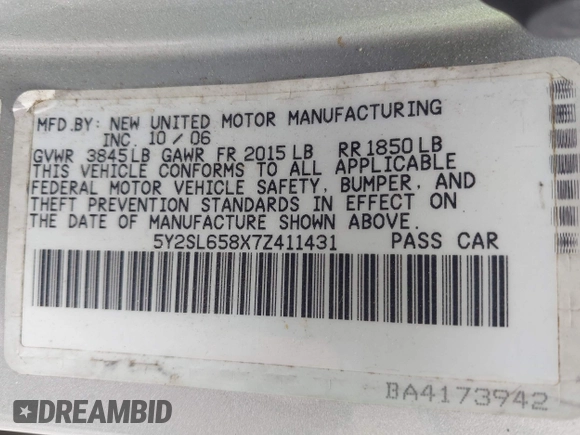 MFD.BY: NEW UNITED MOTOR MANUFACTURING
INC. 10 / 06
GVWR 3845LB GAWR FR 2015 LB RR 1850 LB
THIS VEHICLE CONFORMS TO ALL APPLICABLE
FEDERAL MOTOR VEHICLE SAFETY, BUMPER, AND
THEFT PREVENTION STANDARDS IN EFFECT ON
THE DATE OF MANUFACTURE SHOWN ABOVE.
5Y2SL658X7Z411431 PASS CAR
BA4173942
DREAMBID